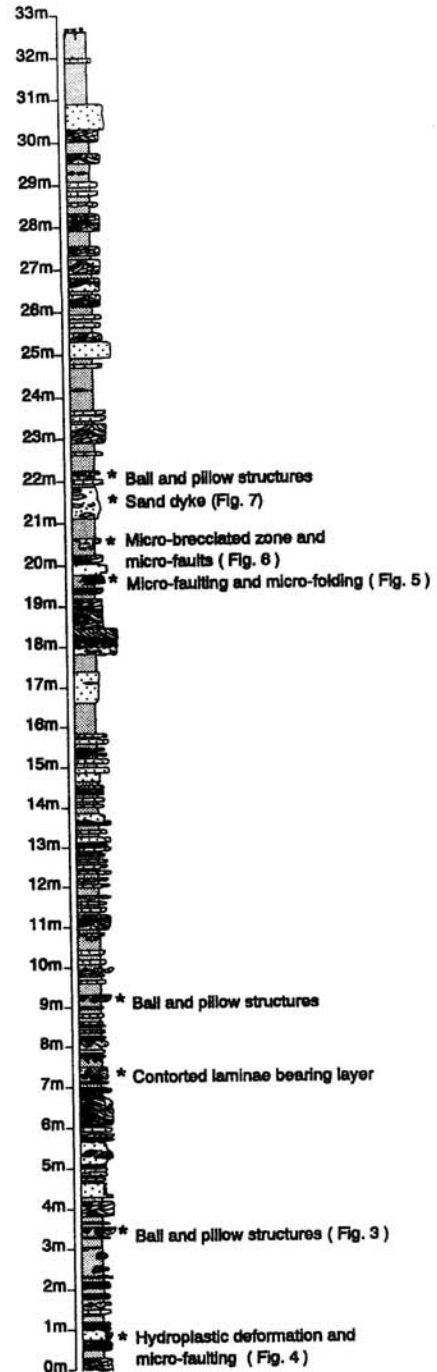 33m
32m
31m
30m
29m
28m
27m
26m
25m
24m
23m
22m
* Ball and pillow structures
* Sand dyke (Fig. 7)
21m
* Micro-brecciated zone and
micro-faults ( Fig. 6 )
20m
* Micro-faulting and micro-folding ( Fig. 5 )
19m
18m
17m
16m
15m
14m
13m
12m
11m
10m
9m
* Ball and pillow structures
8m
* Contorted laminae bearing layer
7m
6m
5m
4m
* Ball and pillow structures ( Fig. 3 )
3m
2m
1m
* Hydroplastic deformation and
micro-faulting ( Fig. 4 )
0m